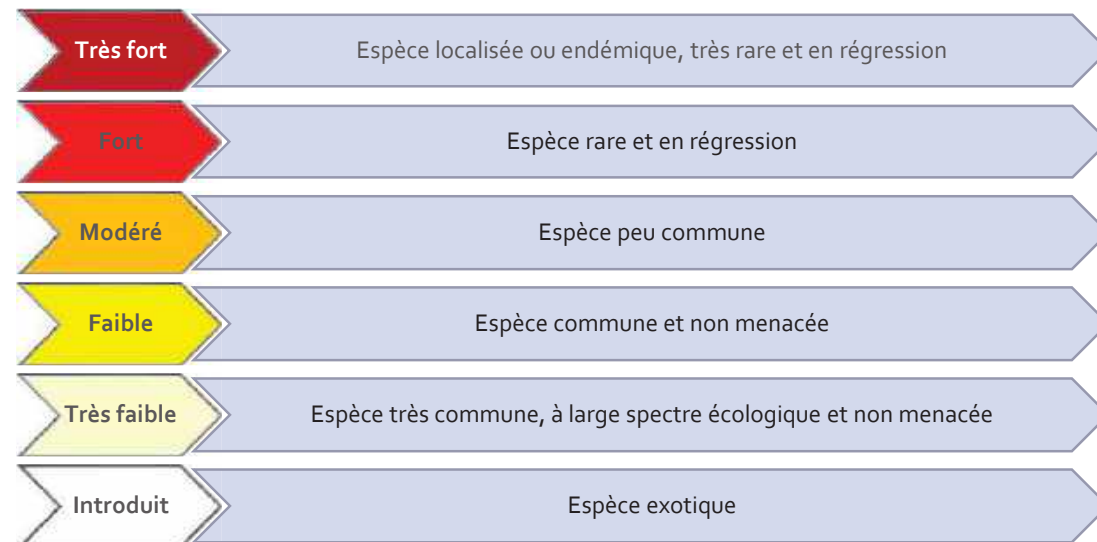 Très fort
Espèce localisée ou endémique, très rare et en régression
Fort
Espèce rare et en régression
Modéré
Espèce peu commune
Faible
Espèce commune et non menacée
Très faible
Espèce très commune, à large spectre écologique et non menacée
Introduit
Espèce exotique